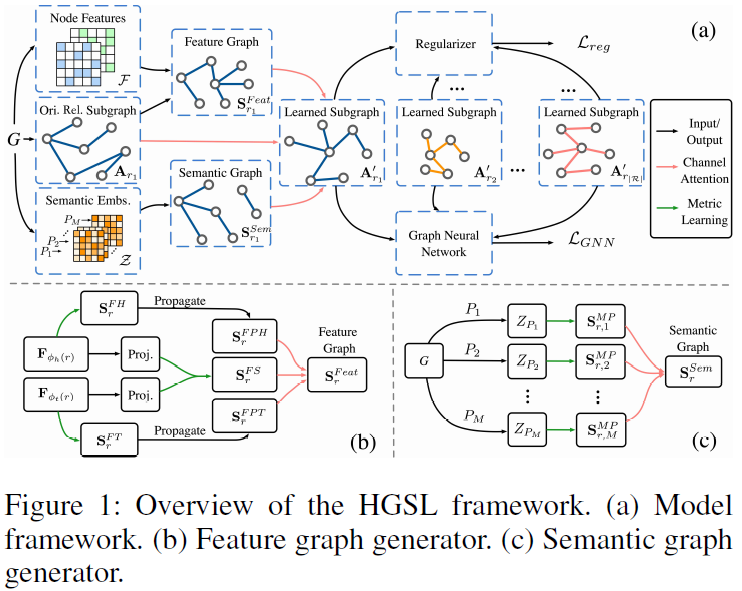 (a)
Node Features
F
Feature Graph
S_{r_1}^{Feat}
Regularizer
L_{reg}
G
Ori. Rel. Subgraph
A_{r_1}
Learned Subgraph
A'_{r_1}
Learned Subgraph
A'_{r_2}
...
...
...
Learned Subgraph
A'_{r_{|R|}}
Input/
Output
Channel
Attention
Metric
Learning
Semantic Embs.
P_M
P_2
P_1
Z
Semantic Graph
S_{r_1}^{Sem}
Graph Neural
Network
L_{GNN}
(b)
S_r^{FH}
Propagate
S_r^{FPH}
F_{ϕ_h(r)}
Proj.
S_r^{FS}
Feature
Graph
S_r^{Feat}
F_{ϕ_t(r)}
Proj.
S_r^{FPT}
S_r^{FT}
Propagate
(c)
G
P_1
Z_{P_1}
S_{r,1}^{MP}
P_2
Z_{P_2}
S_{r,2}^{MP}
P_M
Z_{P_M}
S_{r,M}^{MP}
Semantic
Graph
S_r^{Sem}
Figure 1: Overview of the HGSL framework. (a) Model
framework. (b) Feature graph generator. (c) Semantic graph
generator.